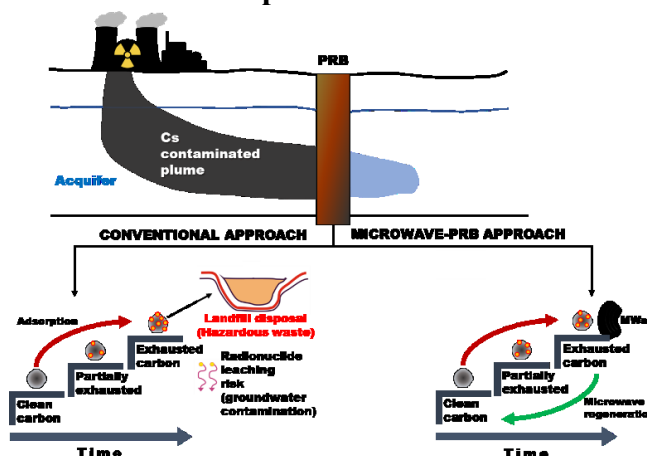 PRB
Cs
contaminated
plume
Acquifer
CONVENTIONAL APPROACH
MICROWAVE-PRB APPROACH
Adsorption
Landfill disposal
(Hazardous waste)
Exhausted
carbon
Partially
exhausted
Clean
carbon
Radionuclide
leaching
risk
(groundwater
contamination)
Time
MWs
Exhausted
carbon
Partially
exhausted
Clean
carbon
Microwave
Time